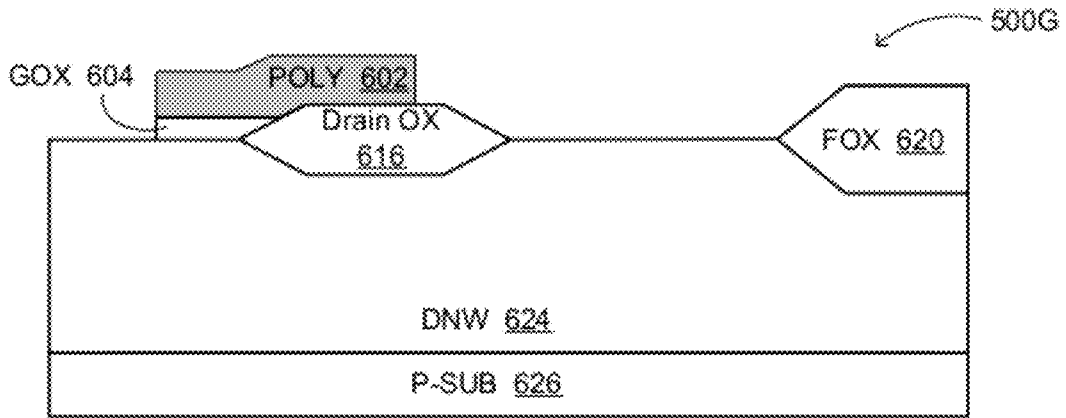 500G
GOX 604
POLY 602
Drain OX
616
FOX 620
DNW 624
P-SUB 626